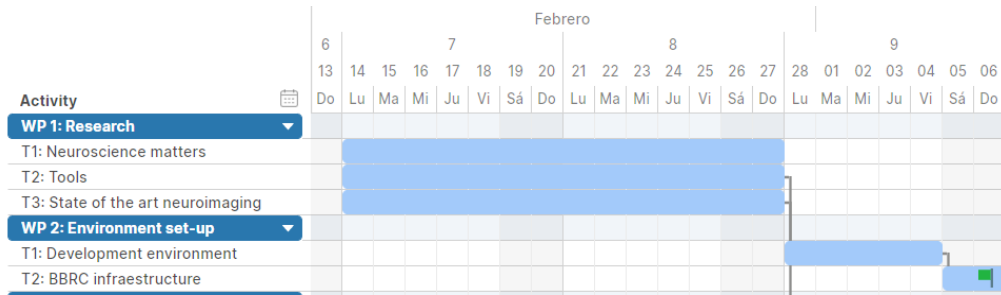 Febrero
6 7 8 9
13 14 15 16 17 18 19 20 21 22 23 24 25 26 27 28 01 02 03 04 05 06
Activity Do Lu Ma Mi Ju Vi Sá Do Lu Ma Mi Ju Vi Sá Do Lu Ma Mi Ju Vi Sá Do
WP 1: Research
T1: Neuroscience matters
T2: Tools
T3: State of the art neuroimaging
WP 2: Environment set-up
T1: Development environment
T2: BBRC infraestructure